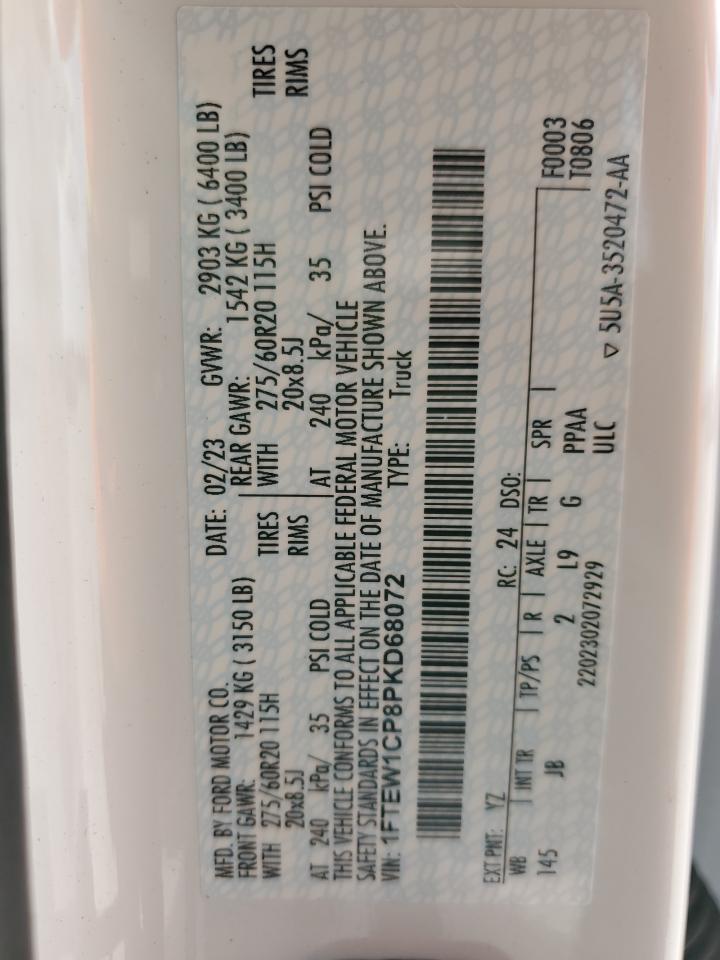 MFD. BY FORD MOTOR CO. DATE: 02/23 GVWR: 2903 KG ( 6400 LB)
FRONT GAWR: 1429 KG ( 3150 LB) REAR GAWR: 1542 KG ( 3400 LB)
WITH 275/60R20 115H TIRES WITH 275/60R20 115H TIRES
20x8.5J RIMS 20x8.5J RIMS
AT 240 kPa/ 35 PSI COLD AT 240 kPa/ 35 PSI COLD
THIS VEHICLE CONFORMS TO ALL APPLICABLE FEDERAL MOTOR VEHICLE
SAFETY STANDARDS IN EFFECT ON THE DATE OF MANUFACTURE SHOWN ABOVE.
VIN: 1FTEW1CP8PKD68072 TYPE: Truck
EXT PNT: YZ RC: 24 DSO:
WB INT TR TP/PS R AXLE TR SPR F0003
145 JB 2 L9 G PPAA T0806
2202302072929 ULC
▽ 5U5A-3520472-AA